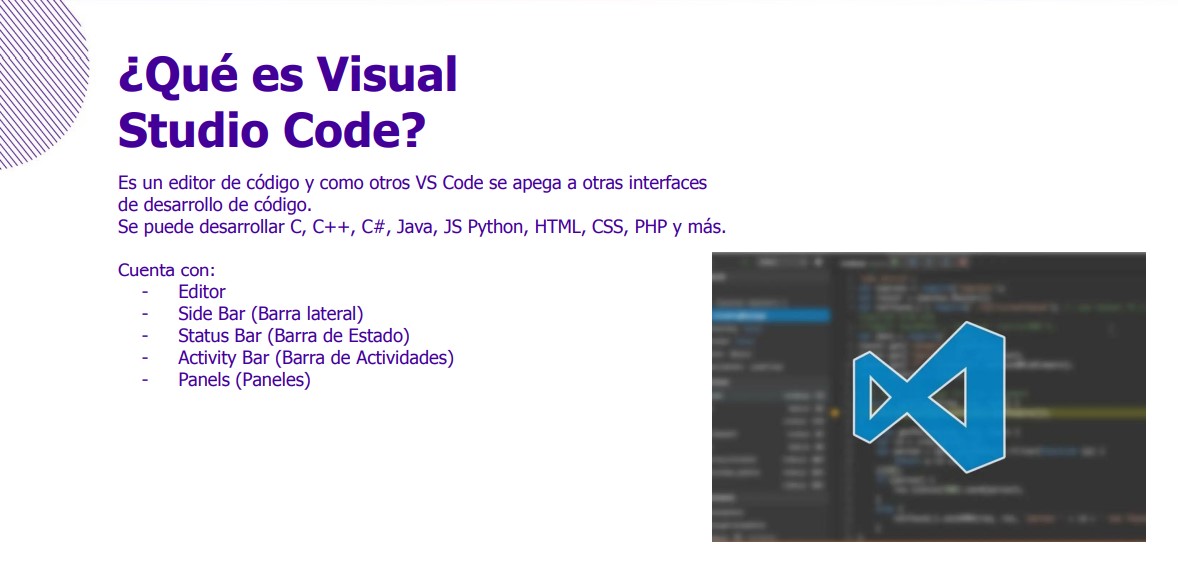 ¿Qué es Visual
Studio Code?
Es un editor de código y como otros VS Code se apega a otras interfaces
de desarrollo de código.
Se puede desarrollar C, C++, C#, Java, JS Python, HTML, CSS, PHP y más.
Cuenta con:
- Editor
- Side Bar (Barra lateral)
- Status Bar (Barra de Estado)
- Activity Bar (Barra de Actividades)
- Panels (Paneles)